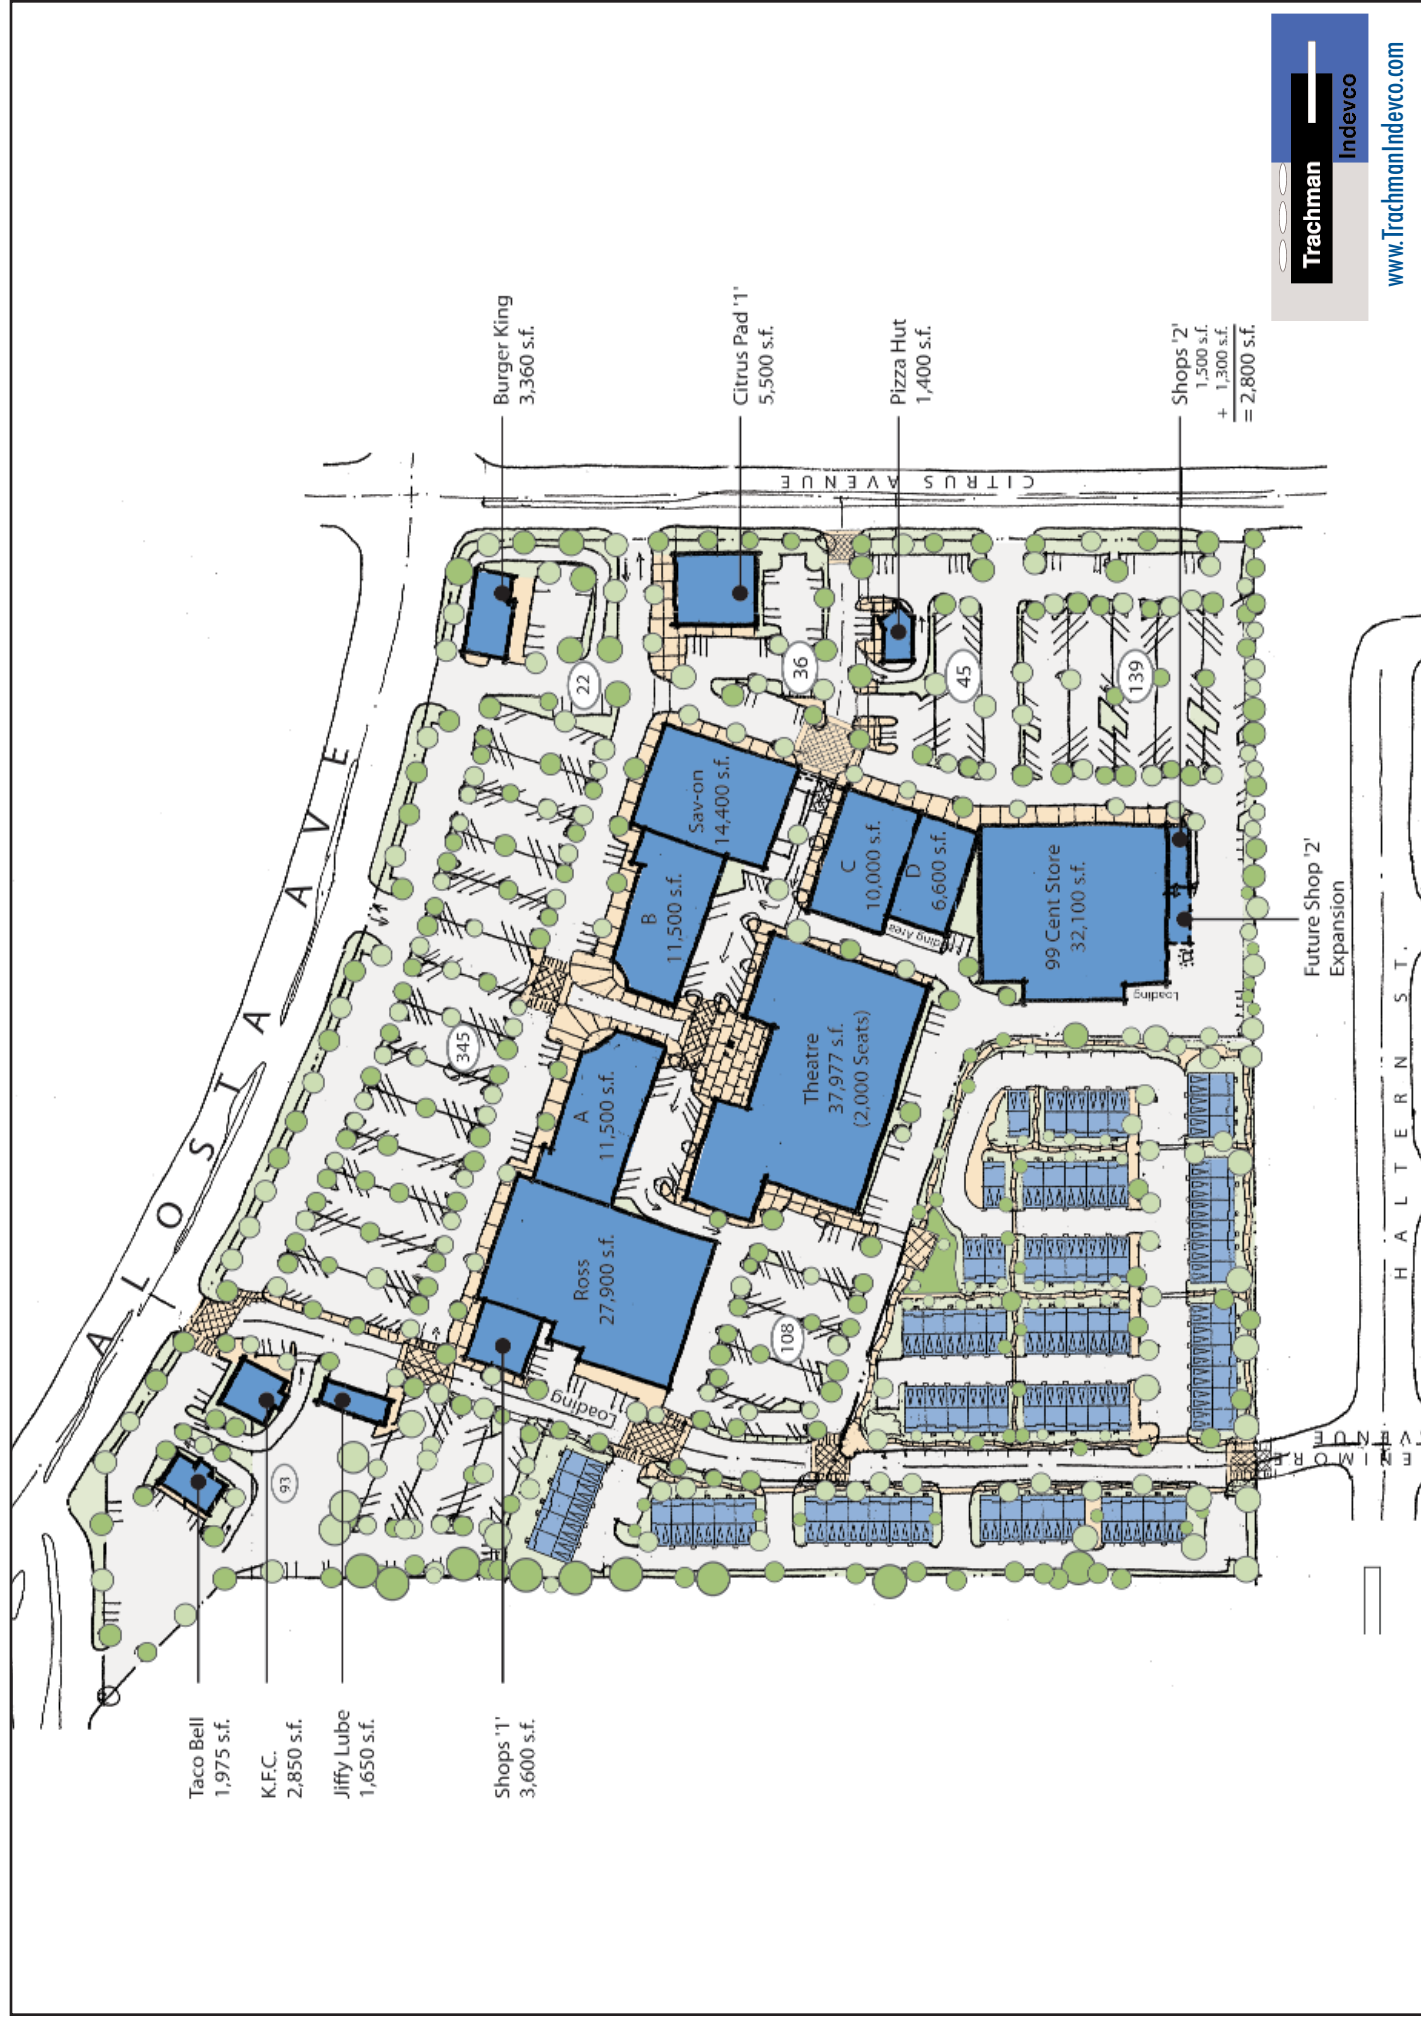 ALOSTA AVE
Taco Bell
1,975 s.f.
K.F.C.
2,850 s.f.
Jiffy Lube
1,650 s.f.
Shops '1'
3,600 s.f.
Burger King
3,360 s.f.
Citrus Pad '1'
5,500 s.f.
Pizza Hut
1,400 s.f.
Shops '2'
1,500 s.f.
+ 1,300 s.f.
= 2,800 s.f.
CITRUS AVENUE
93
345
22
36
45
139
108
Ross
27,900 s.f.
A
11,500 s.f.
B
11,500 s.f.
Sav-on
14,400 s.f.
Theatre
37,977 s.f.
(2,000 Seats)
C
10,000 s.f.
D
6,600 s.f.
99 Cent Store
32,100 s.f.
Loading
Loading
Area
Future Shop '2'
Expansion
HALTERN ST.
Trachman
Indevco
www.TrachmanIndevco.com